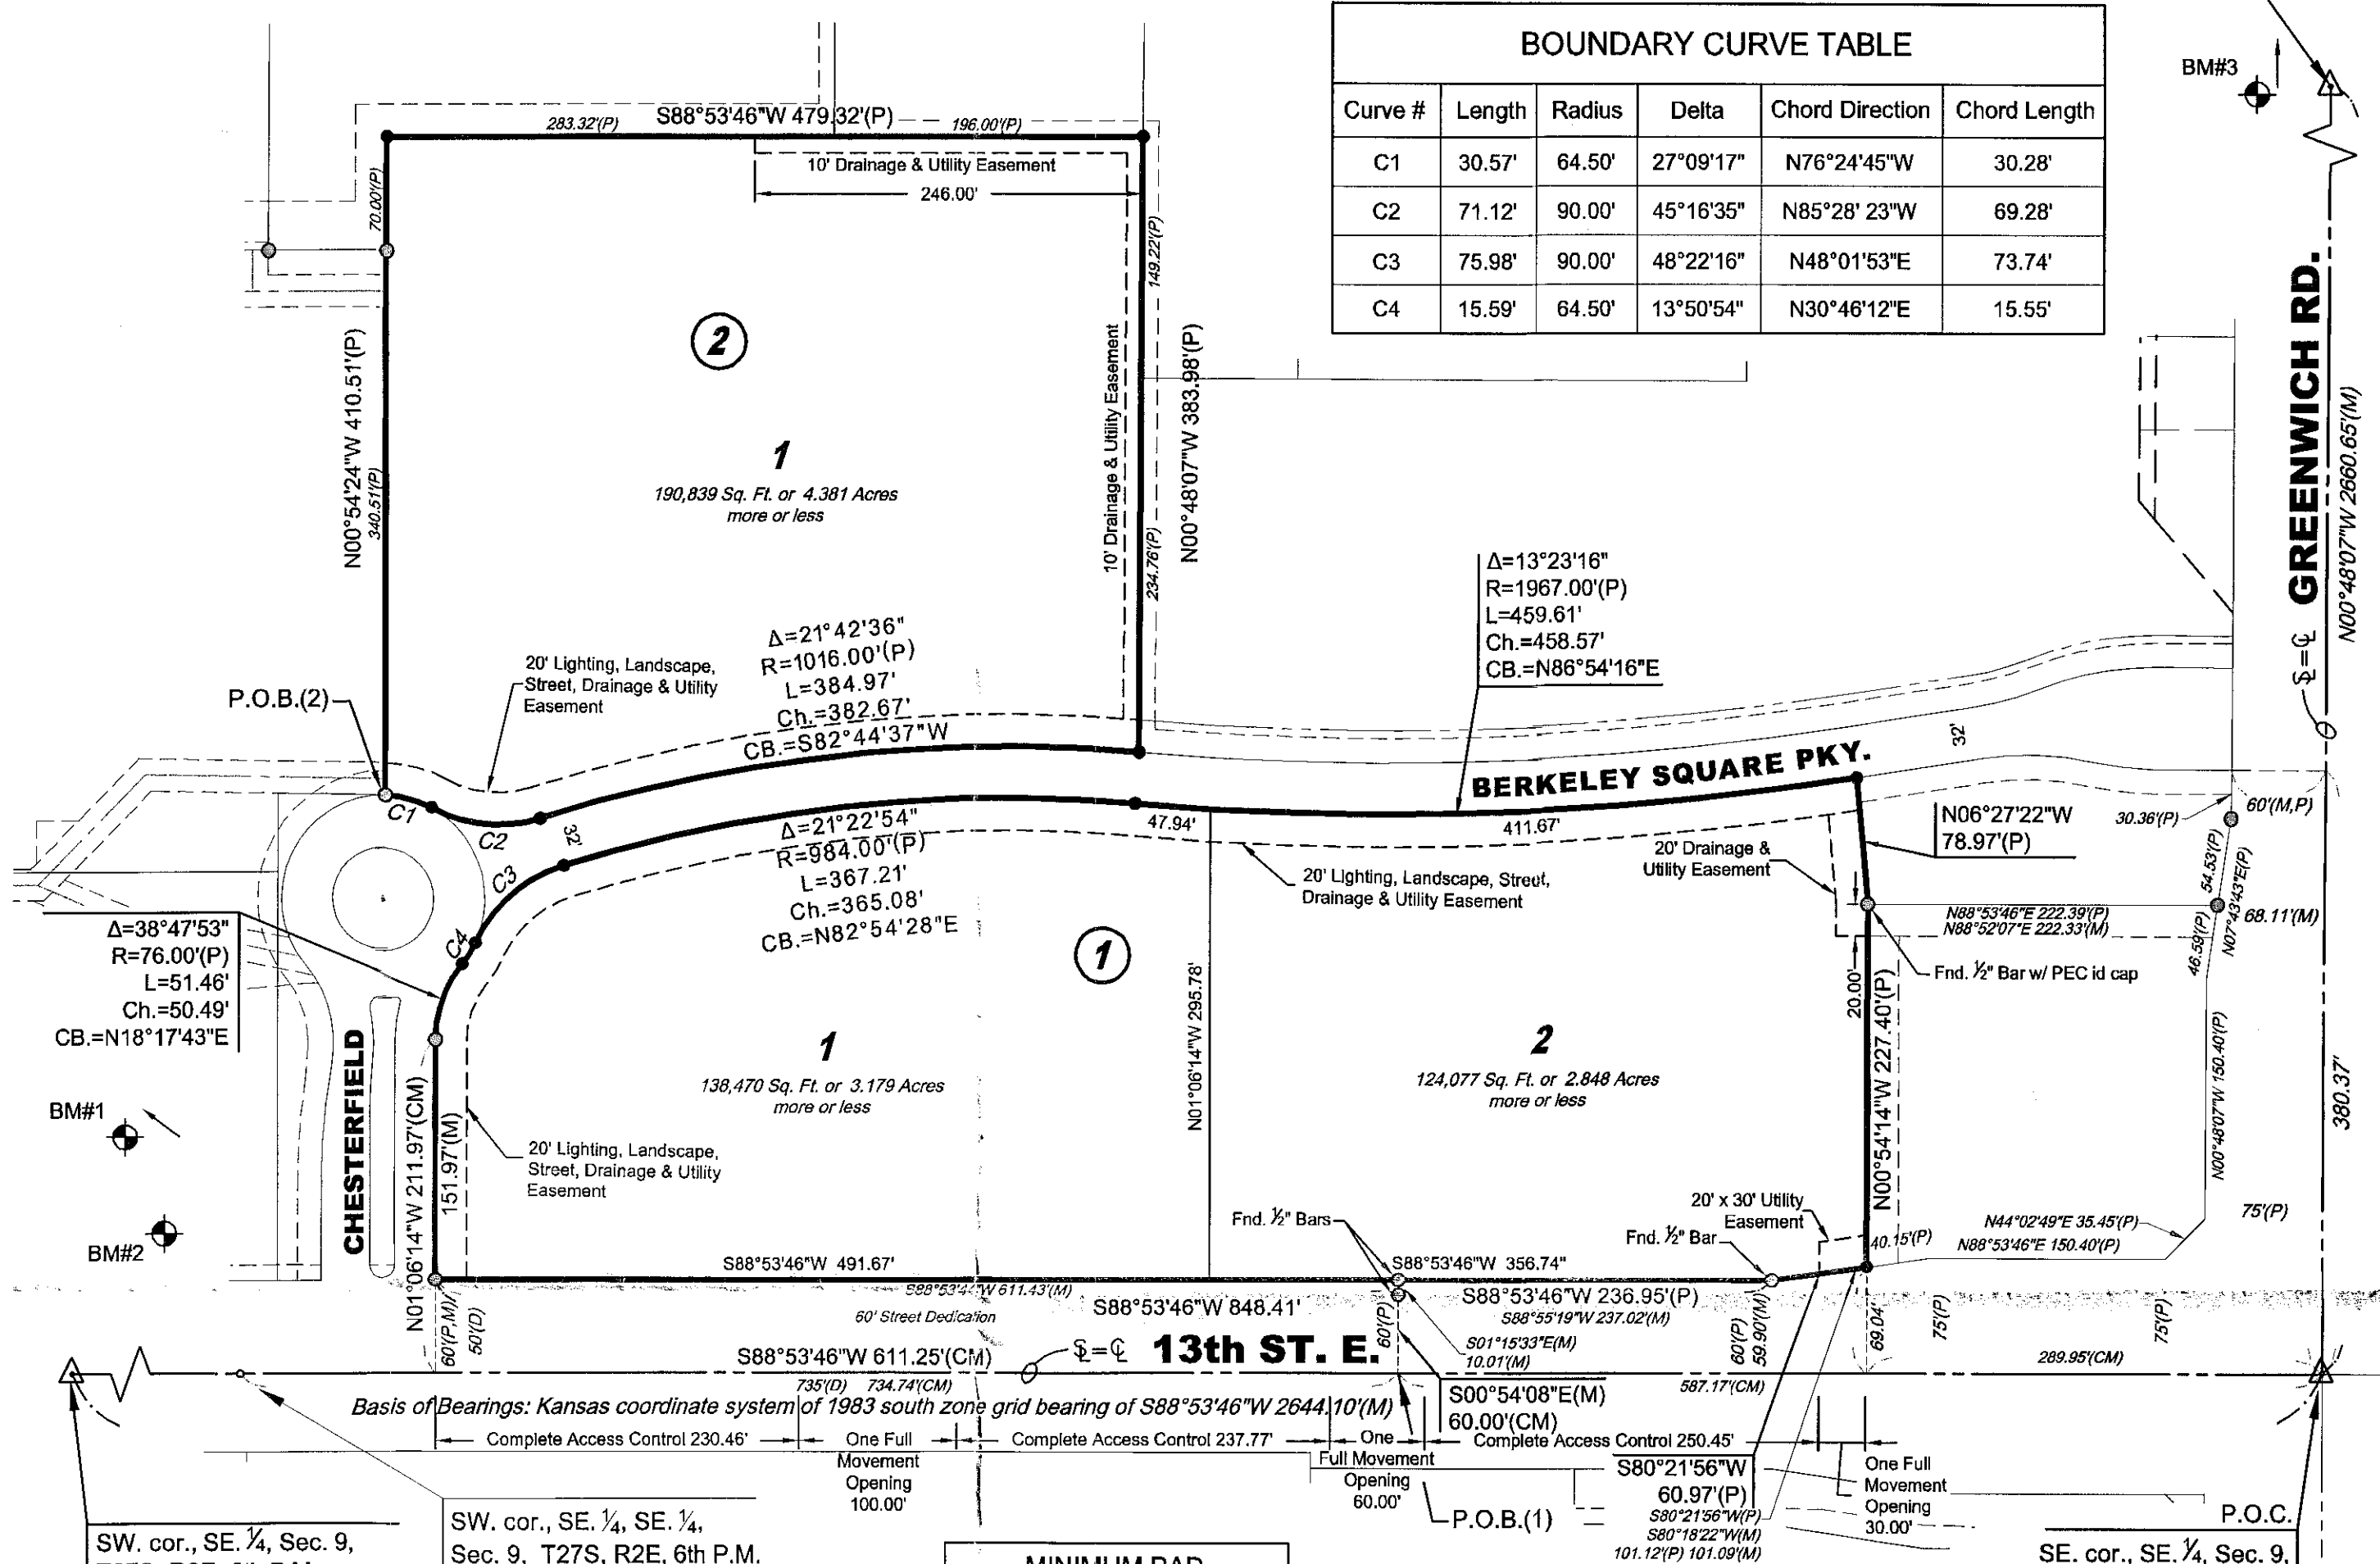 BOUNDARY CURVE TABLE
Curve # Length Radius Delta Chord Direction Chord Length
C1 30.57' 64.50' 27°09'17" N76°24'45"W 30.28'
C2 71.12' 90.00' 45°16'35" N85°28' 23"W 69.28'
C3 75.98' 90.00' 48°22'16" N48°01'53"E 73.74'
C4 15.59' 64.50' 13°50'54" N30°46'12"E 15.55'
BM#3
S88°53'46"W 479.32'(P)
283.32'(P)
196.00'(P)
10' Drainage & Utility Easement
246.00'
70.00'(P)
149.22'(P)
2
N00°54'24"W 410.51'(P)
340.51'(P)
10' Drainage & Utility Easement
N00°48'07"W 383.98'(P)
234.76'(P)
1
190,839 Sq. Ft. or 4.381 Acres
more or less
GREENWICH RD.
N00°48'07"W 2660.65'(M)
Δ=13°23'16"
R=1967.00'(P)
L=459.61'
Ch.=458.57'
CB.=N86°54'16"E
Δ=21°42'36"
R=1016.00'(P)
L=384.97'
Ch.=382.67'
CB.=S82°44'37"W
20' Lighting, Landscape,
Street, Drainage & Utility
Easement
P.O.B.(2)
C1
C2
C3
C4
32'
32'
BERKELEY SQUARE PKY.
47.94'
411.67'
Δ=21°22'54"
R=984.00'(P)
L=367.21'
Ch.=365.08'
CB.=N82°54'28"E
20' Lighting, Landscape, Street,
Drainage & Utility Easement
20' Drainage &
Utility Easement
N06°27'22"W
78.97'(P)
30.36'(P)
60'(M,P)
54.53'(P)
N07°43'43"E(P)
46.59'(P)
68.11'(M)
N88°53'46"E 222.39'(P)
N88°52'07"E 222.33'(M)
Fnd. ½" Bar w/ PEC id cap
20.00'
Δ=38°47'53"
R=76.00'(P)
L=51.46'
Ch.=50.49'
CB.=N18°17'43"E
1
N01°06'14"W 295.78'
1
138,470 Sq. Ft. or 3.179 Acres
more or less
2
124,077 Sq. Ft. or 2.848 Acres
more or less
N00°54'14"W 227.40'(P)
N00°48'07"W 150.40'(P)
380.37'
CHESTERFIELD
N01°06'14"W 211.97'(CM)
151.97'(M)
20' Lighting, Landscape,
Street, Drainage & Utility
Easement
BM#1
BM#2
Fnd. ½" Bars
Fnd. ½" Bar
20' x 30' Utility
Easement
40.15'(P)
N44°02'49"E 35.45'(P)
N88°53'46"E 150.40'(P)
75'(P)
S88°53'46"W 491.67'
S88°53'46"W 356.74"
S88°53'4 "W 611.43'(M)
60' Street Dedication
S88°53'46"W 848.41'
S88°53'46"W 236.95'(P)
S88°55'19"W 237.02'(M)
60'(P,M)
50'(D)
60'(P)
S01°15'33"E(M)
10.01'(M)
60'(P)
59.90'(M)
69.04'
75'(P)
75'(P)
S88°53'46"W 611.25'(CM)
13th ST. E.
289.95'(CM)
735'(D) 734.74'(CM)
587.17'(CM)
Basis of Bearings: Kansas coordinate system of 1983 south zone grid bearing of S88°53'46"W 2644.10'(M)
S00°54'08"E(M)
60.00'(CM)
Complete Access Control 230.46'
One Full
Movement
Opening
100.00'
Complete Access Control 237.77'
One
Full Movement
Opening
60.00'
Complete Access Control 250.45'
One Full
Movement
Opening
30.00'
S80°21'56"W
60.97'(P)
S80°21'56"W(P)
S80°18'22"W(M)
101.12'(P) 101.09'(M)
P.O.B.(1)
P.O.C.
SW. cor., SE. ¼, Sec. 9,
SW. cor., SE. ¼, SE. ¼,
Sec. 9, T27S, R2E, 6th P.M.
SE. cor., SE. ¼, Sec. 9,